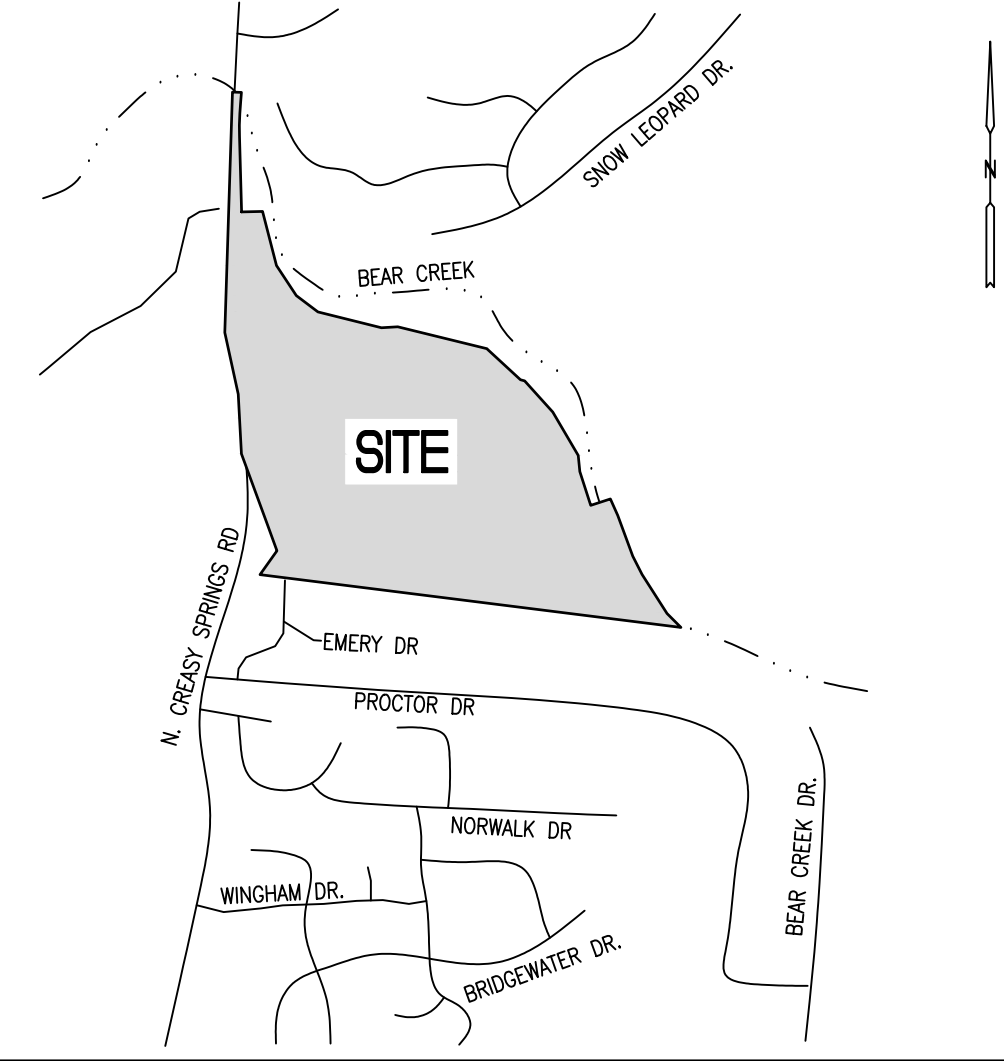 SNOW LEOPARD DR.
N
BEAR CREEK
SITE
N. CREASY SPRINGS RD
EMERY DR
PROCTOR DR
BEAR CREEK DR.
NORWALK DR
WINGHAM DR.
BRIDGEWATER DR.